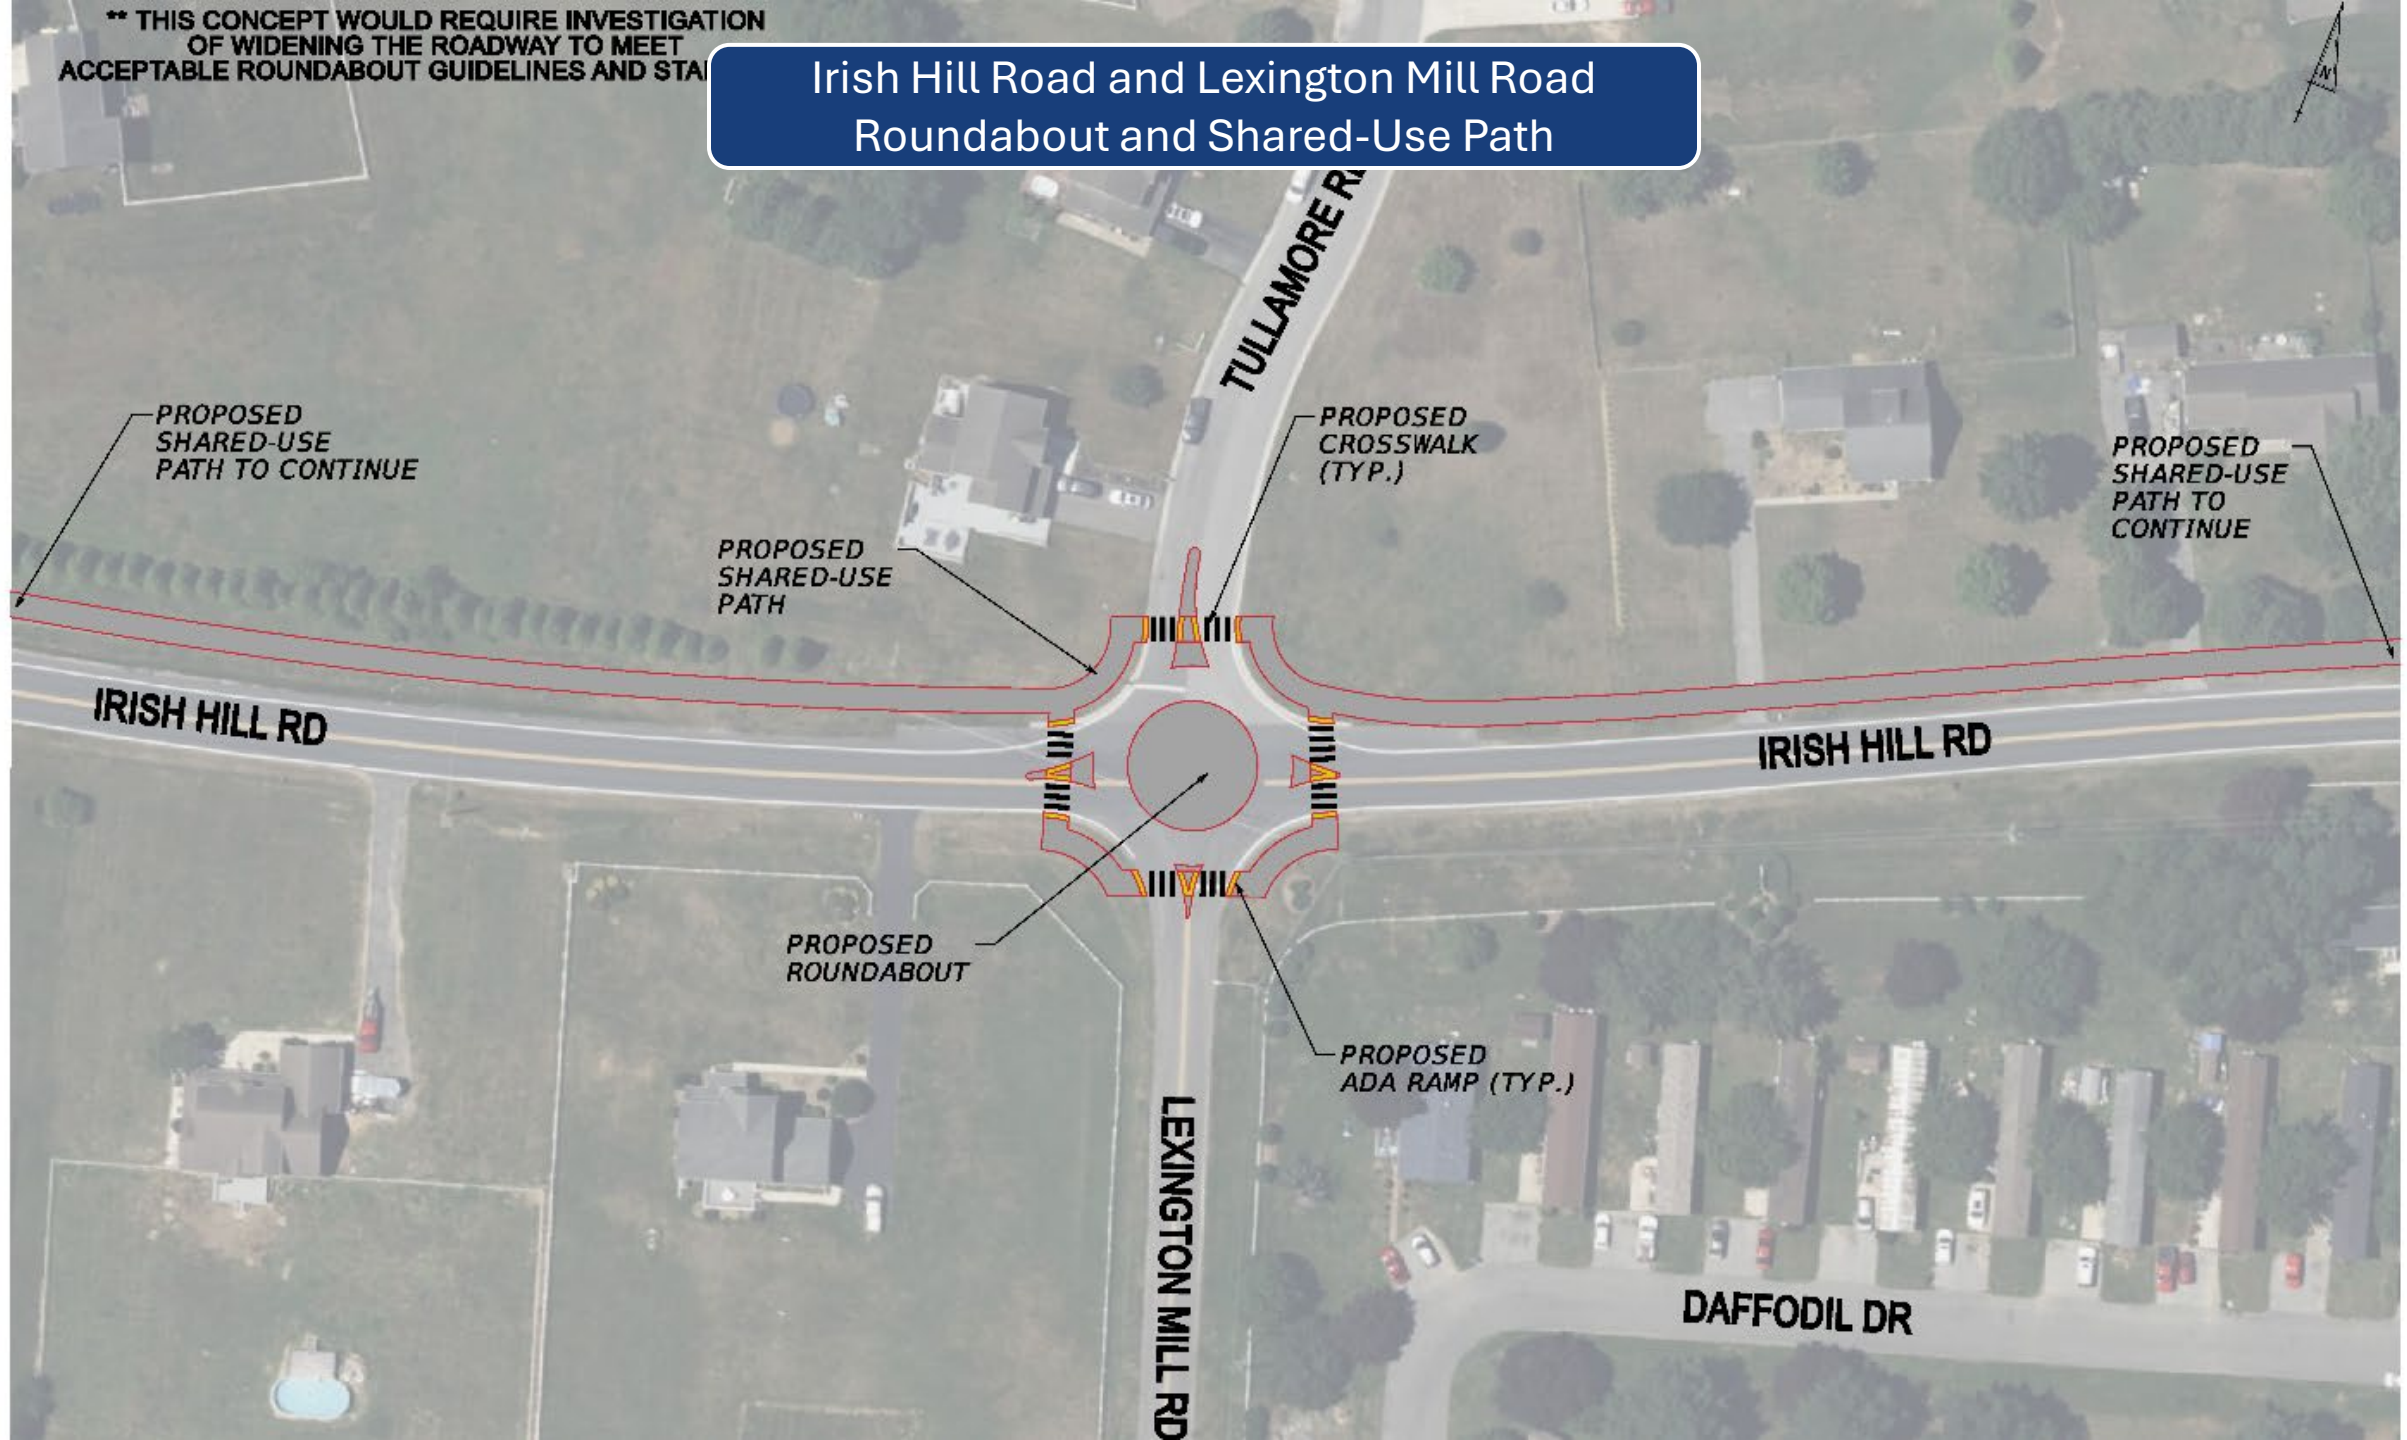 ** THIS CONCEPT WOULD REQUIRE INVESTIGATION
OF WIDENING THE ROADWAY TO MEET
ACCEPTABLE ROUNDABOUT GUIDELINES AND
Irish Hill Road and Lexington Mill Road
Roundabout and Shared-Use Path
N
TULLAMORE
PROPOSED
SHARED-USE
PATH TO CONTINUE
PROPOSED
CROSSWALK
(TYP.)
PROPOSED
SHARED-USE
PATH TO
CONTINUE
PROPOSED
SHARED-USE
PATH
IRISH HILL RD
IRISH HILL RD
PROPOSED
ROUNDABOUT
PROPOSED
ADA RAMP (TYP.)
LEXINGTON MILL RD
DAFFODIL DR